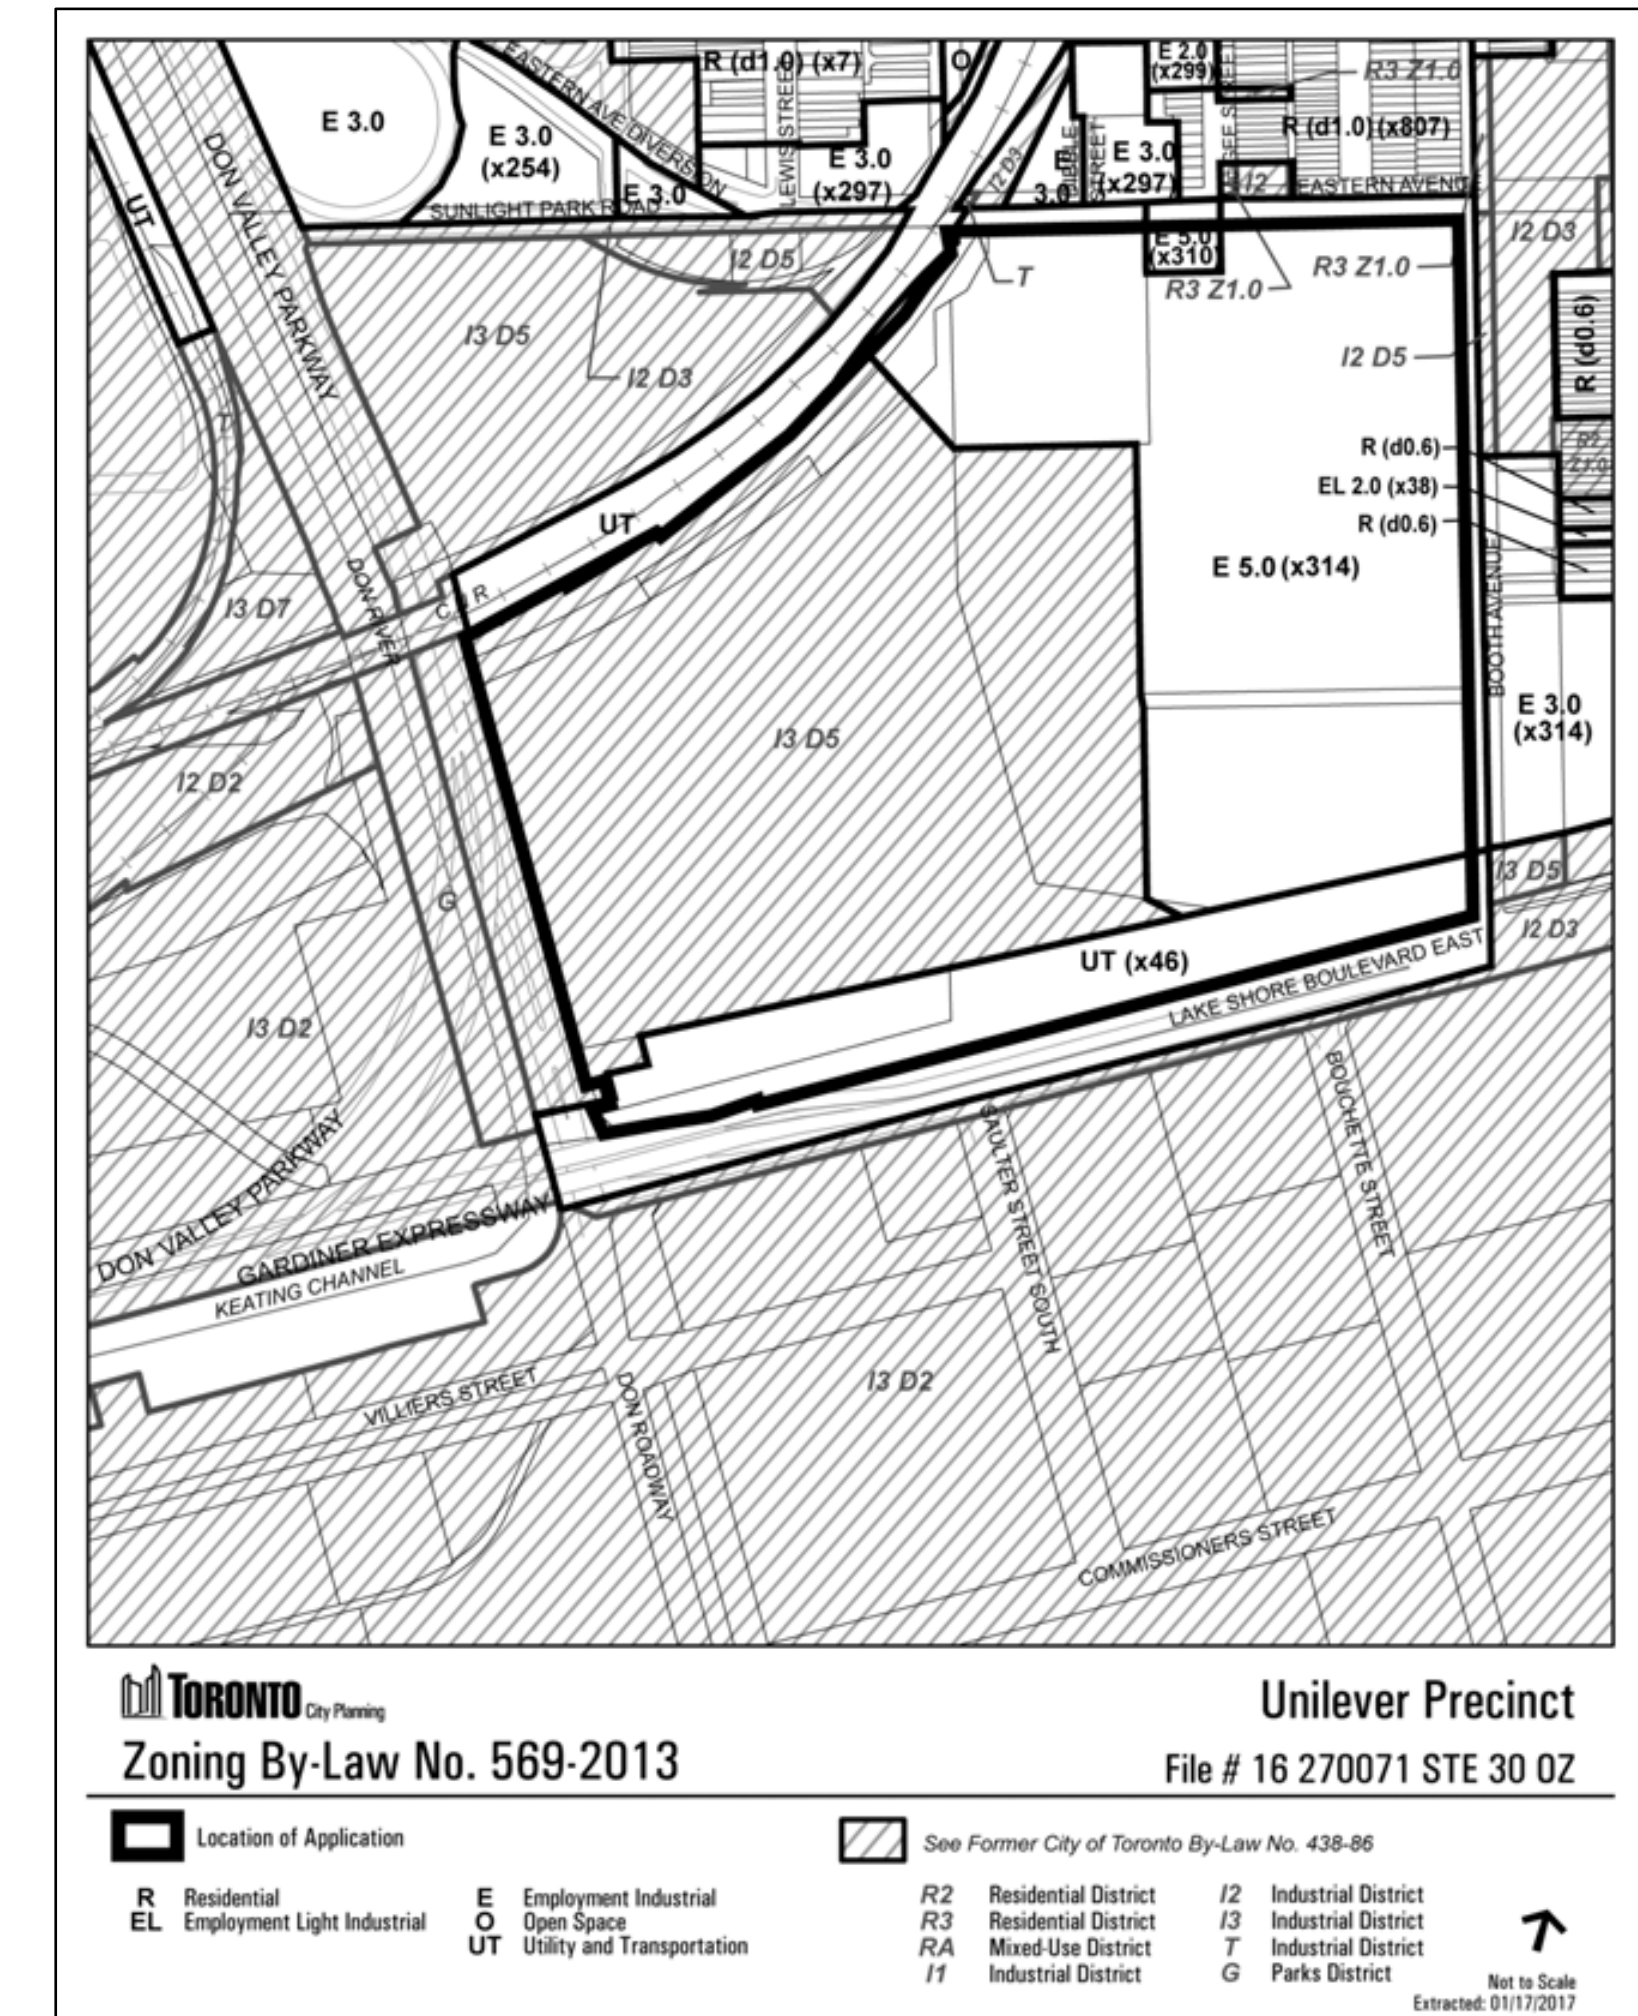 R (d1.0) (x7)
O
E 2.0
(x299)
R3 Z1.0
EASTERN AVE DIVERSION
E 3.0
E 3.0
(x254)
LEWIS STREET
E 3.0
(x297)
I2 D3
E
3.0
STREET
E 3.0
(x297)
R (d1.0) (x807)
I2
EASTERN AVENUE
DON VALLEY PARKWAY
UT
SUNLIGHT PARK ROAD
E 3.0
I2 D5
T
E 5.0
(x310)
R3 Z1.0
R3 Z1.0
I2 D3
I3 D5
I2 D3
I2 D5
R (d0.6)
T
R (d0.6)
R2
Z1.0
EL 2.0 (x38)
R (d0.6)
UT
E 5.0 (x314)
BOOTH AVENUE
DON RIVER
C P R
I3 D7
E 3.0
(x314)
I3 D5
I2 D2
G
I3 D5
I2 D3
UT (x46)
LAKE SHORE BOULEVARD EAST
I3 D2
BOUCHETTE STREET
SAULTER STREET SOUTH
DON VALLEY PARKWAY
GARDINER EXPRESSWAY
KEATING CHANNEL
VILLIERS STREET
DON ROADWAY
I3 D2
COMMISSIONERS STREET
TORONTO City Planning
Unilever Precinct
Zoning By-Law No. 569-2013
File # 16 270071 STE 30 OZ
Location of Application
See Former City of Toronto By-Law No. 438-86
R Residential
EL Employment Light Industrial
E Employment Industrial
O Open Space
UT Utility and Transportation
R2 Residential District
R3 Residential District
RA Mixed-Use District
I1 Industrial District
I2 Industrial District
I3 Industrial District
T Industrial District
G Parks District
Not to Scale
Extracted: 01/17/2017